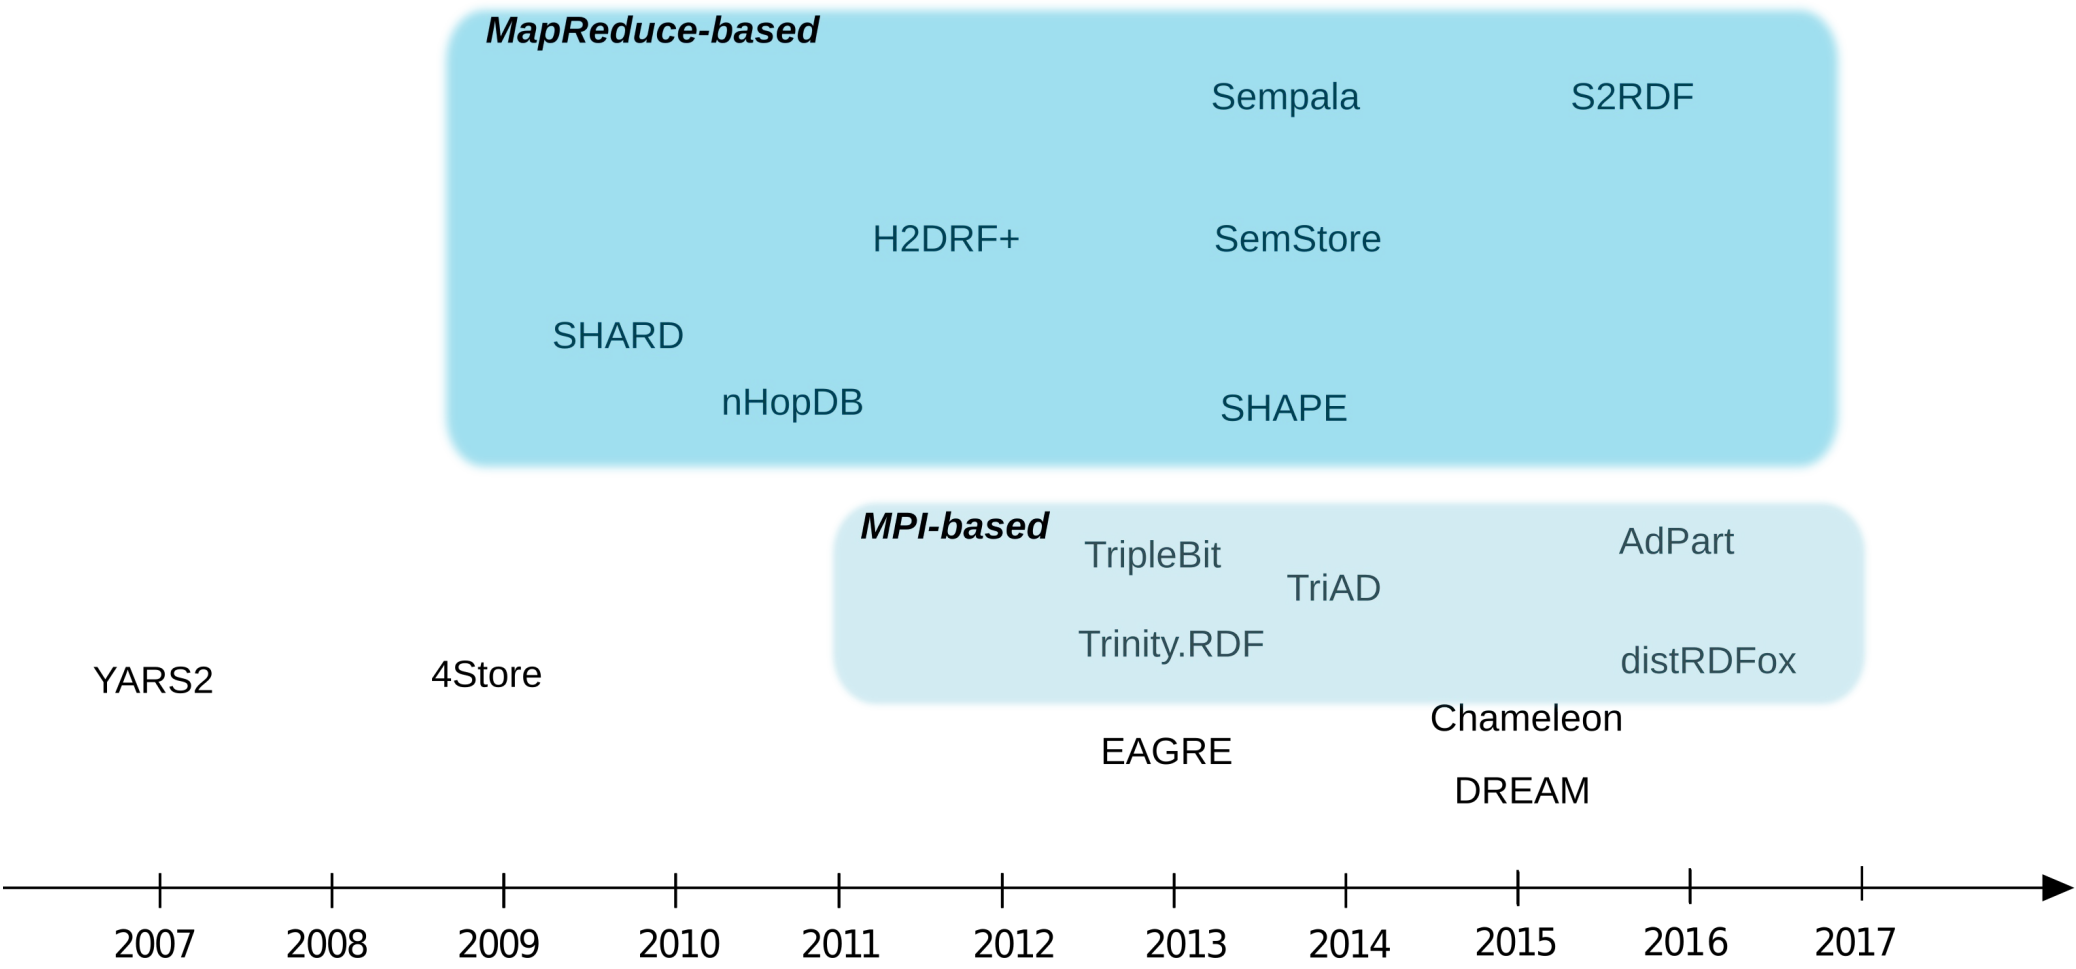 MapReduce-based
Sempala
S2RDF
H2DRF+
SemStore
SHARD
nHopDB
SHAPE
MPI-based
TripleBit
AdPart
TriAD
Trinity.RDF
distRDFox
YARS2
4Store
Chameleon
EAGRE
DREAM
2007 2008 2009 2010 2011 2012 2013 2014 2015 2016 2017